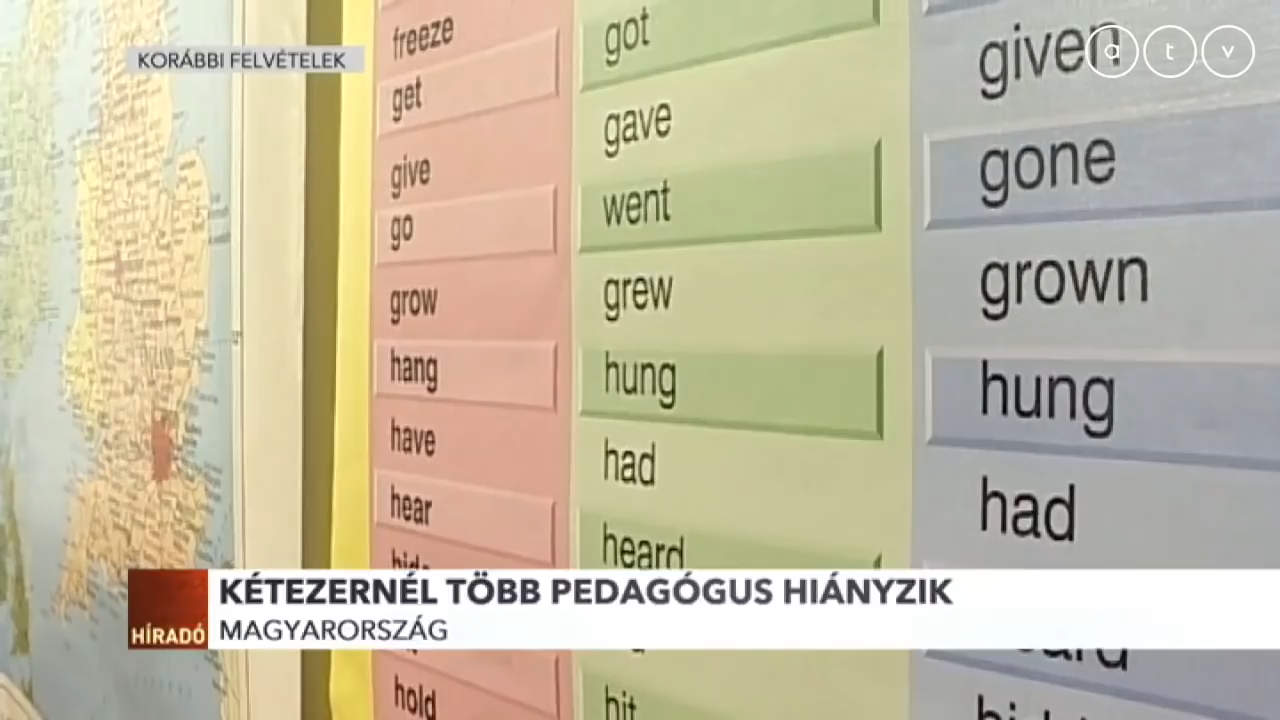 KORÁBBI FELVÉTELEK
atv
freeze
get
give
go
grow
hang
have
hear
hold
got
gave
went
grew
hung
had
heard
hit
given
gone
grown
hung
had
HÍRADÓ
KÉTEZERNÉL TÖBB PEDAGÓGUS HIÁNYZIK
MAGYARORSZÁG